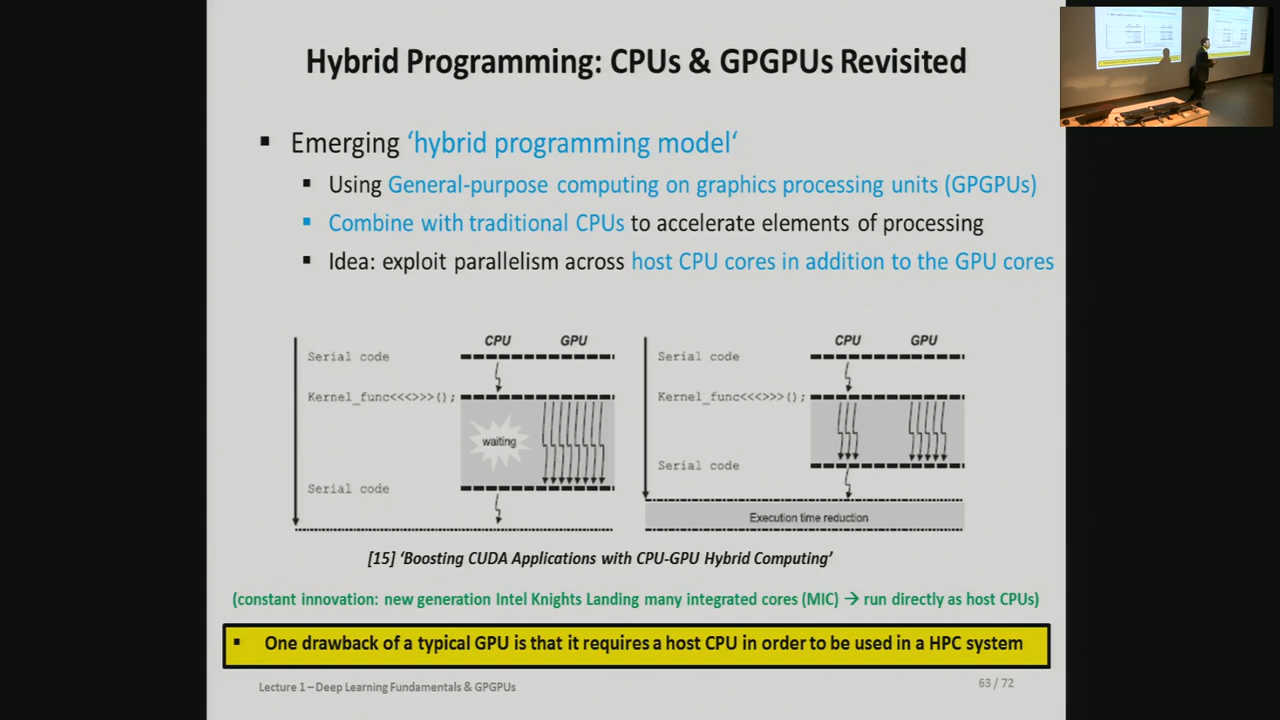 Hybrid Programming: CPUs & GPGPUs Revisited
▪ Emerging ‘hybrid programming model‘
▪ Using General-purpose computing on graphics processing units (GPGPUs)
▪ Combine with traditional CPUs to accelerate elements of processing
▪ Idea: exploit parallelism across host CPU cores in addition to the GPU cores
CPU GPU
Serial code
Kernel_func<<<>>>();
waiting
Serial code
CPU GPU
Serial code
Kernel_func<<<>>>();
Serial code
Execution time reduction
[15] ‘Boosting CUDA Applications with CPU-GPU Hybrid Computing’
(constant innovation: new generation Intel Knights Landing many integrated cores (MIC) → run directly as host CPUs)
▪ One drawback of a typical GPU is that it requires a host CPU in order to be used in a HPC system
Lecture 1 – Deep Learning Fundamentals & GPGPUs
63 / 72